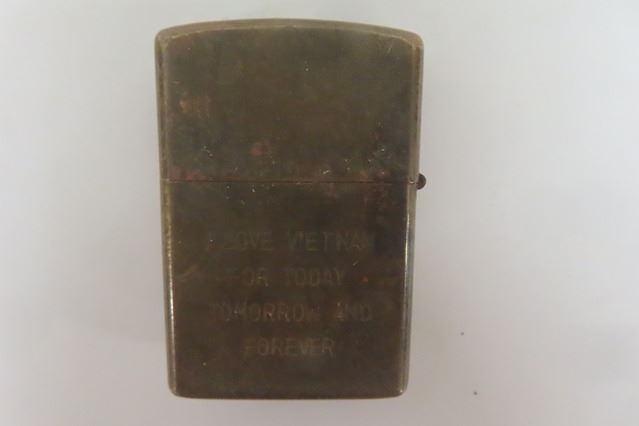 I LOVE VIETNAM
FOR TODAY
TOMORROW AND
FOREVER